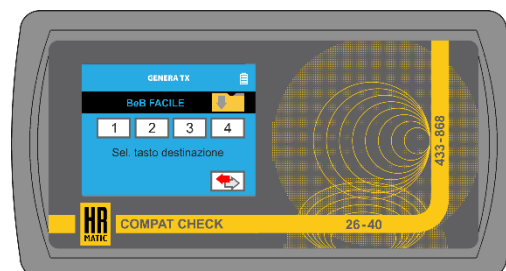 GENERA TX
BeB FACILE
1 2 3 4
Sel. tasto destinazione
433-868
HR
MATIC
COMPAT CHECK
26-40